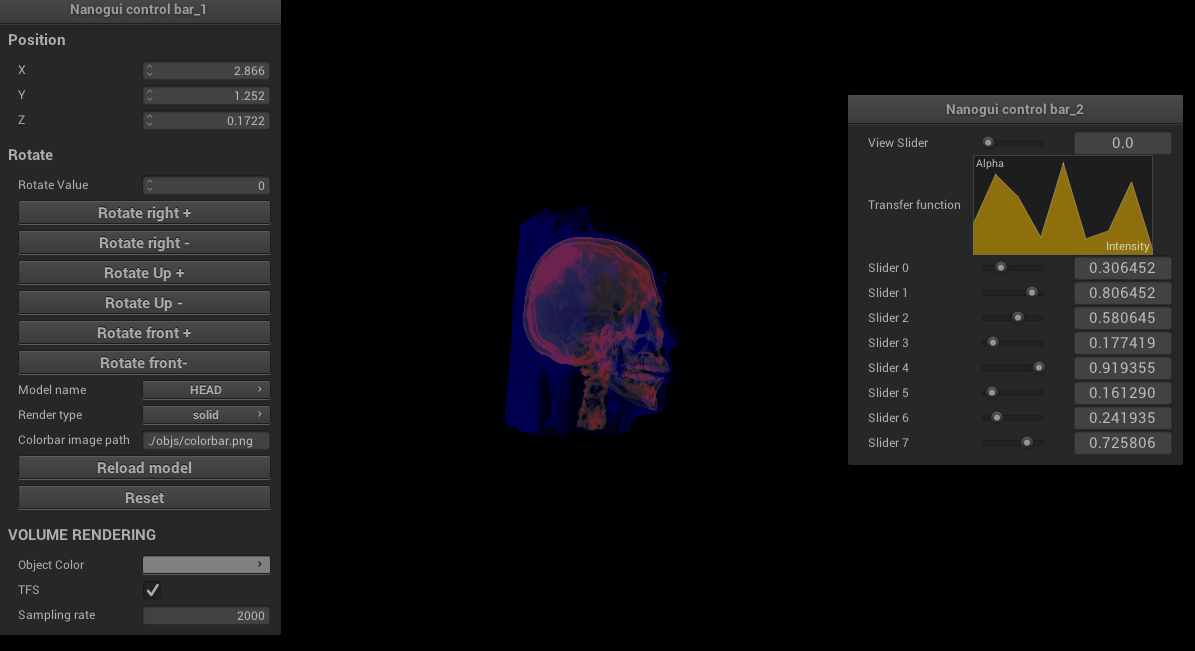 Nanogui control bar_1
Position
X 2.866
Y 1.252
Z 0.1722
Rotate
Rotate Value 0
Rotate right +
Rotate right -
Rotate Up +
Rotate Up -
Rotate front +
Rotate front-
Model name HEAD
Render type solid
Colorbar image path ./objs/colorbar.png
Reload model
Reset
VOLUME RENDERING
Object Color
TFS
Sampling rate 2000
Nanogui control bar_2
View Slider 0.0
Alpha
Transfer function
Intensity
Slider 0 0.306452
Slider 1 0.806452
Slider 2 0.580645
Slider 3 0.177419
Slider 4 0.919355
Slider 5 0.161290
Slider 6 0.241935
Slider 7 0.725806